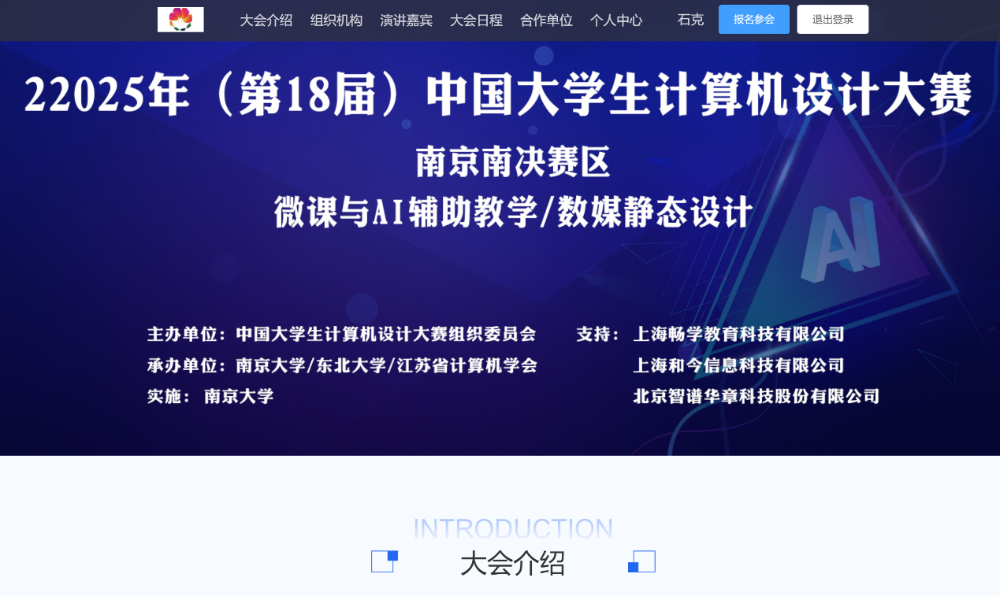 大会介绍 组织机构 演讲嘉宾 大会日程 合作单位 个人中心 石克 报名参会 退出登录
22025年（第18届）中国大学生计算机设计大赛
南京南决赛区
微课与AI辅助教学/数媒静态设计
主办单位：中国大学生计算机设计大赛组织委员会 支持： 上海畅学教育科技有限公司
承办单位：南京大学/东北大学/江苏省计算机学会 上海和今信息科技有限公司
实施： 南京大学 北京智谱华章科技股份有限公司
AI
INTRODUCTION
大会介绍